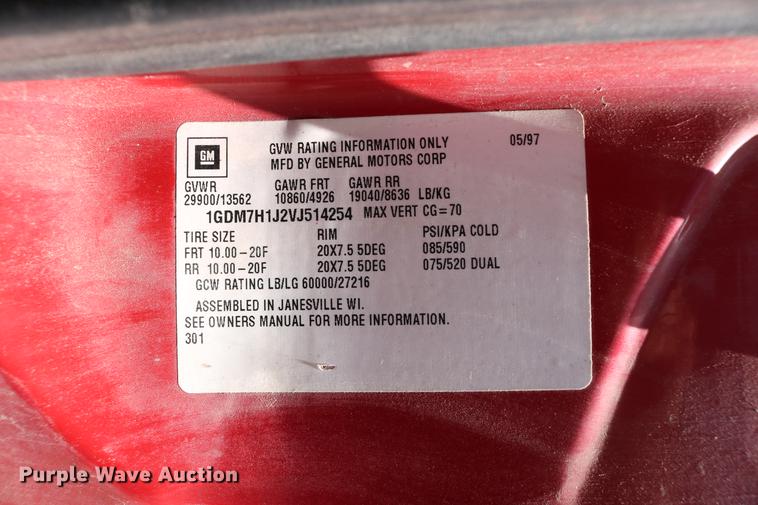 GM
GVW RATING INFORMATION ONLY 05/97
MFD BY GENERAL MOTORS CORP
GVWR GAWR FRT GAWR RR
29900/13562 10860/4926 19040/8636 LB/KG
1GDM7H1J2VJ514254 MAX VERT CG=70
TIRE SIZE RIM PSI/KPA COLD
FRT 10.00-20F 20X7.5 5DEG 085/590
RR 10.00-20F 20X7.5 5DEG 075/520 DUAL
GCW RATING LB/LG 60000/27216
ASSEMBLED IN JANESVILLE WI.
SEE OWNERS MANUAL FOR MORE INFORMATION.
301
Purple Wave Auction